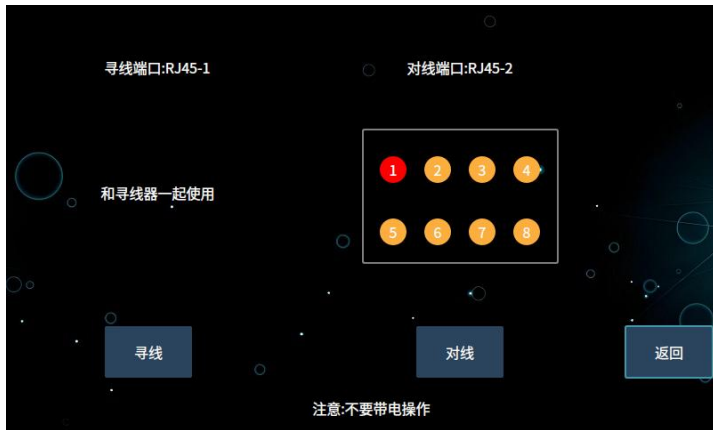 寻线端口:RJ45-1
对线端口:RJ45-2
和寻线器一起使用
1 2 3 4
5 6 7 8
寻线
对线
返回
注意:不要带电操作